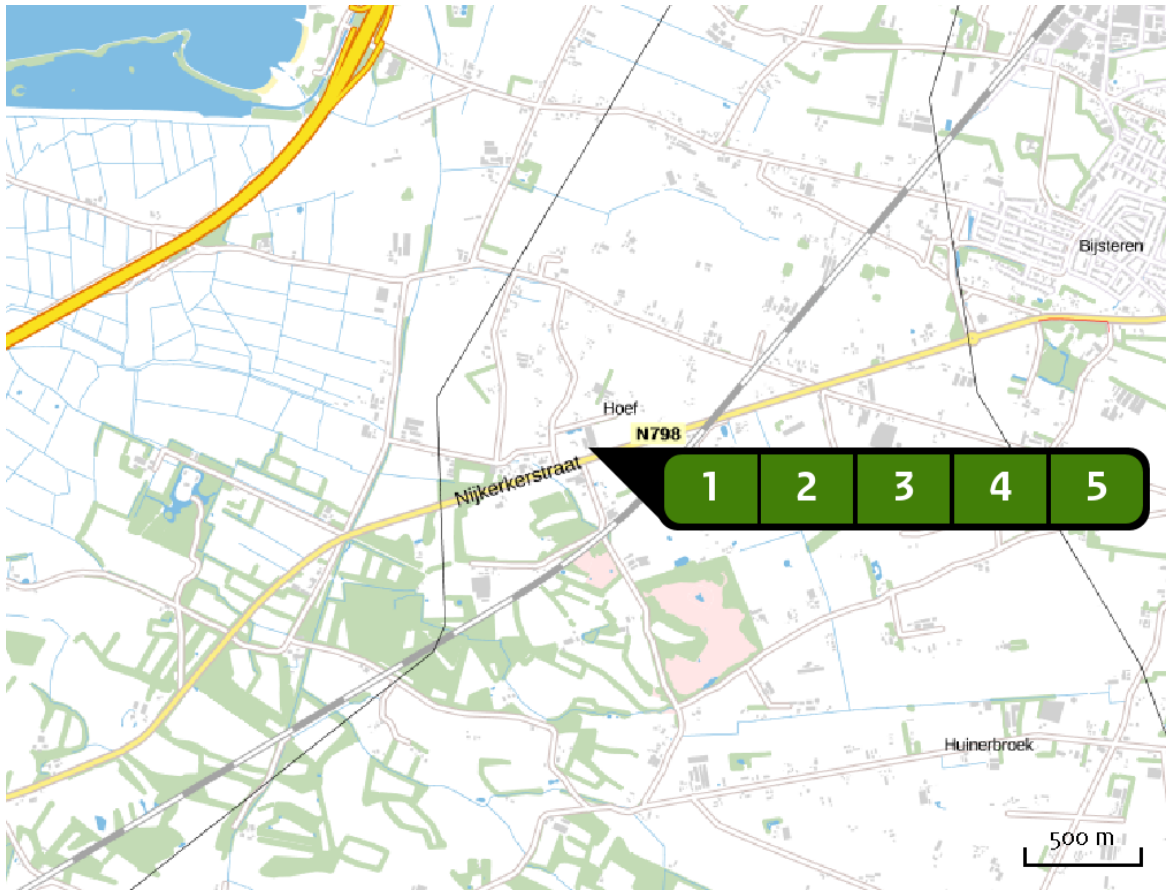 Bijsteren
Hoef
N798
Nijkerkerstraat
1 2 3 4 5
Huinerbroek
500 m